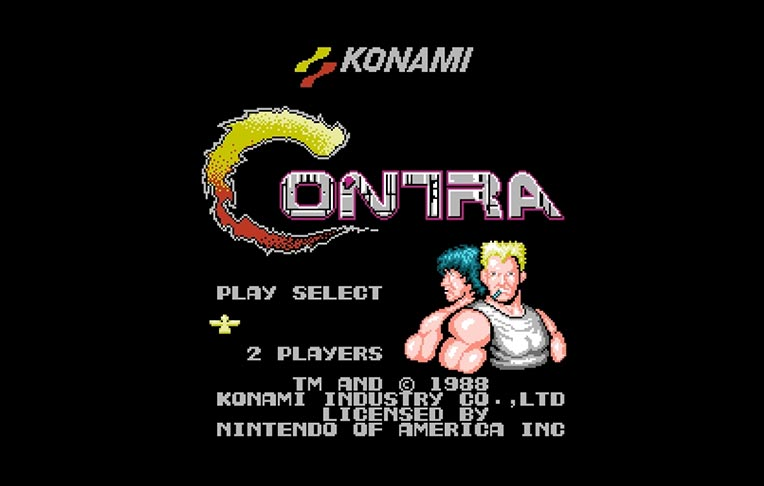 KONAMI
CONTRA
PLAY SELECT
2 PLAYERS
TM AND © 1988
KONAMI INDUSTRY CO.,LTD
LICENSED BY
NINTENDO OF AMERICA INC